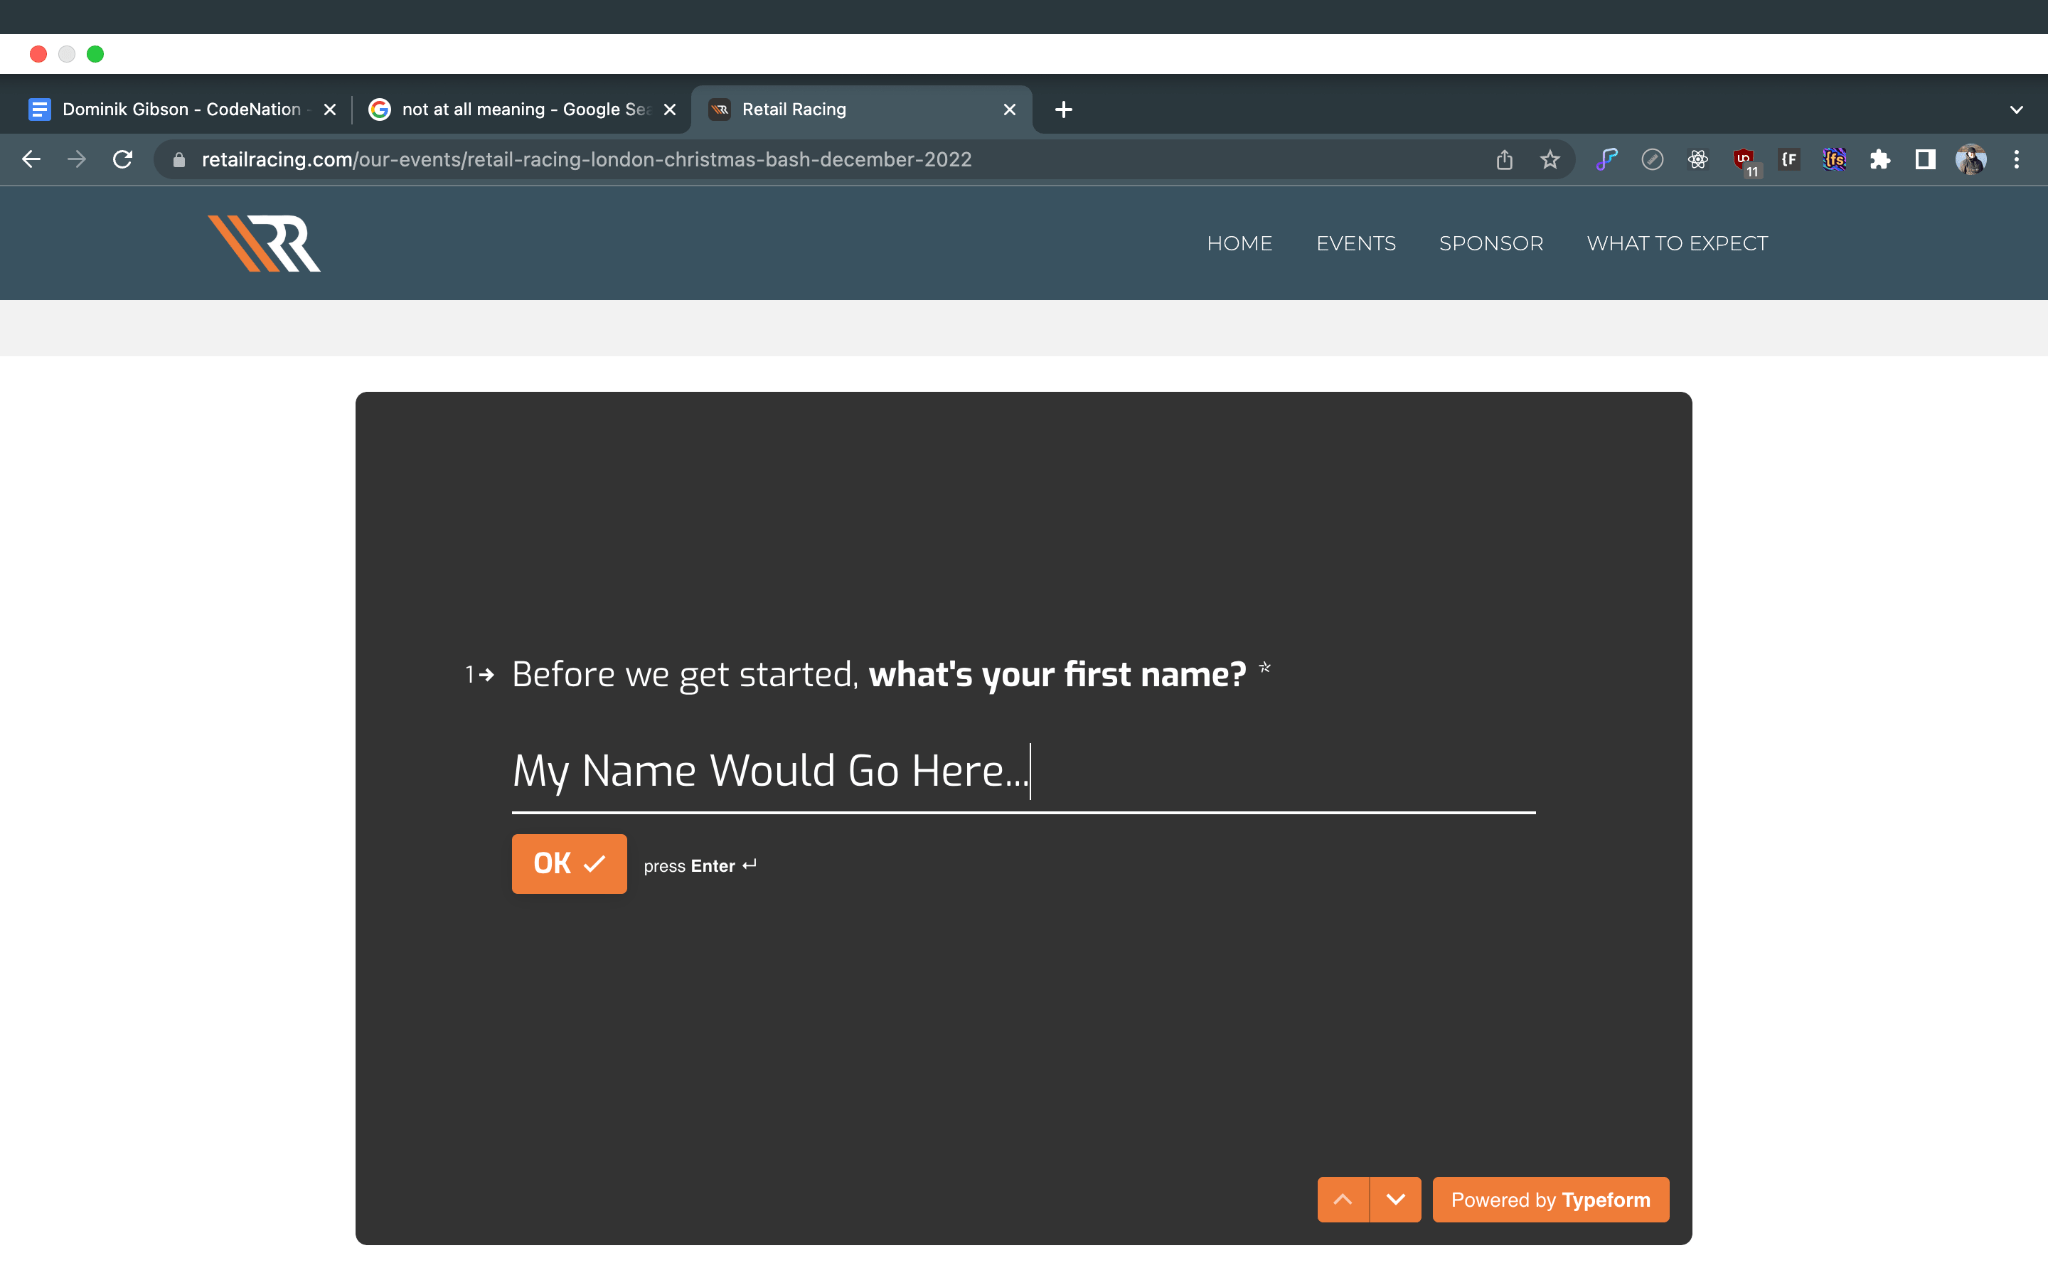 Dominik Gibson - CodeNation
not at all meaning - Google Sea
Retail Racing
retailracing.com/our-events/retail-racing-london-christmas-bash-december-2022
11
{F
{fs
RR
HOME
EVENTS
SPONSOR
WHAT TO EXPECT
1 Before we get started, what's your first name? *
My Name Would Go Here...
OK
press Enter
Powered by Typeform